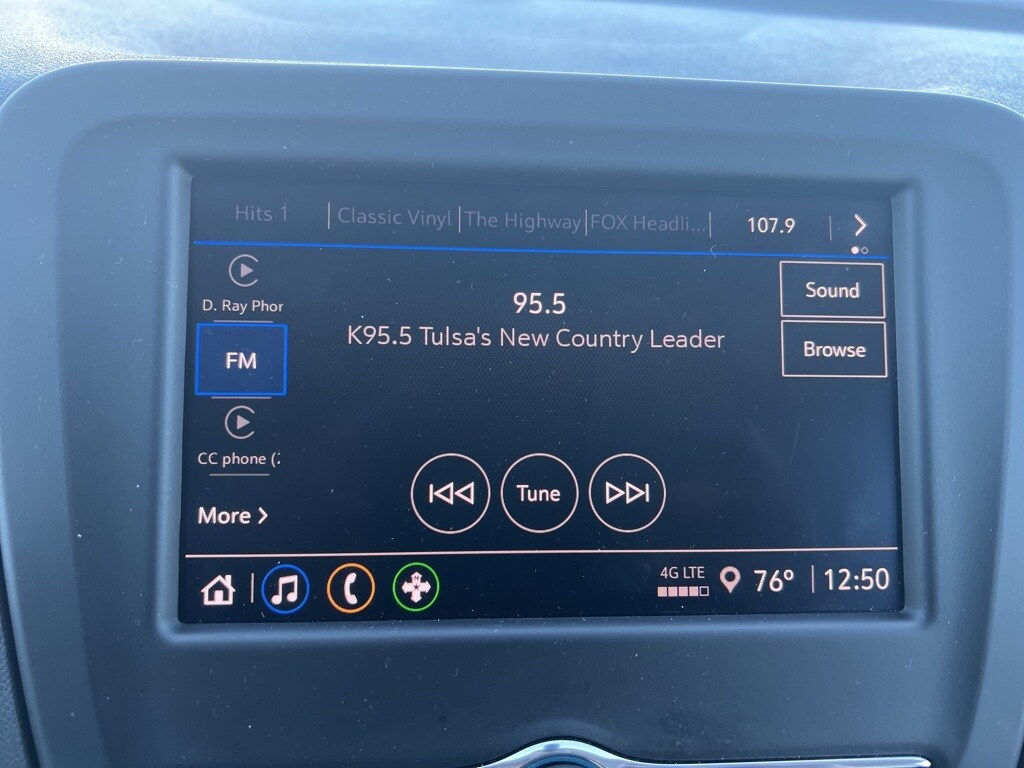 Hits 1 | Classic Vinyl | The Highway | FOX Headli... | 107.9 | >
D. Ray Phor
FM
CC phone (
More >
95.5
K95.5 Tulsa's New Country Leader
Sound
Browse
Tune
4G LTE
76° | 12:50
N